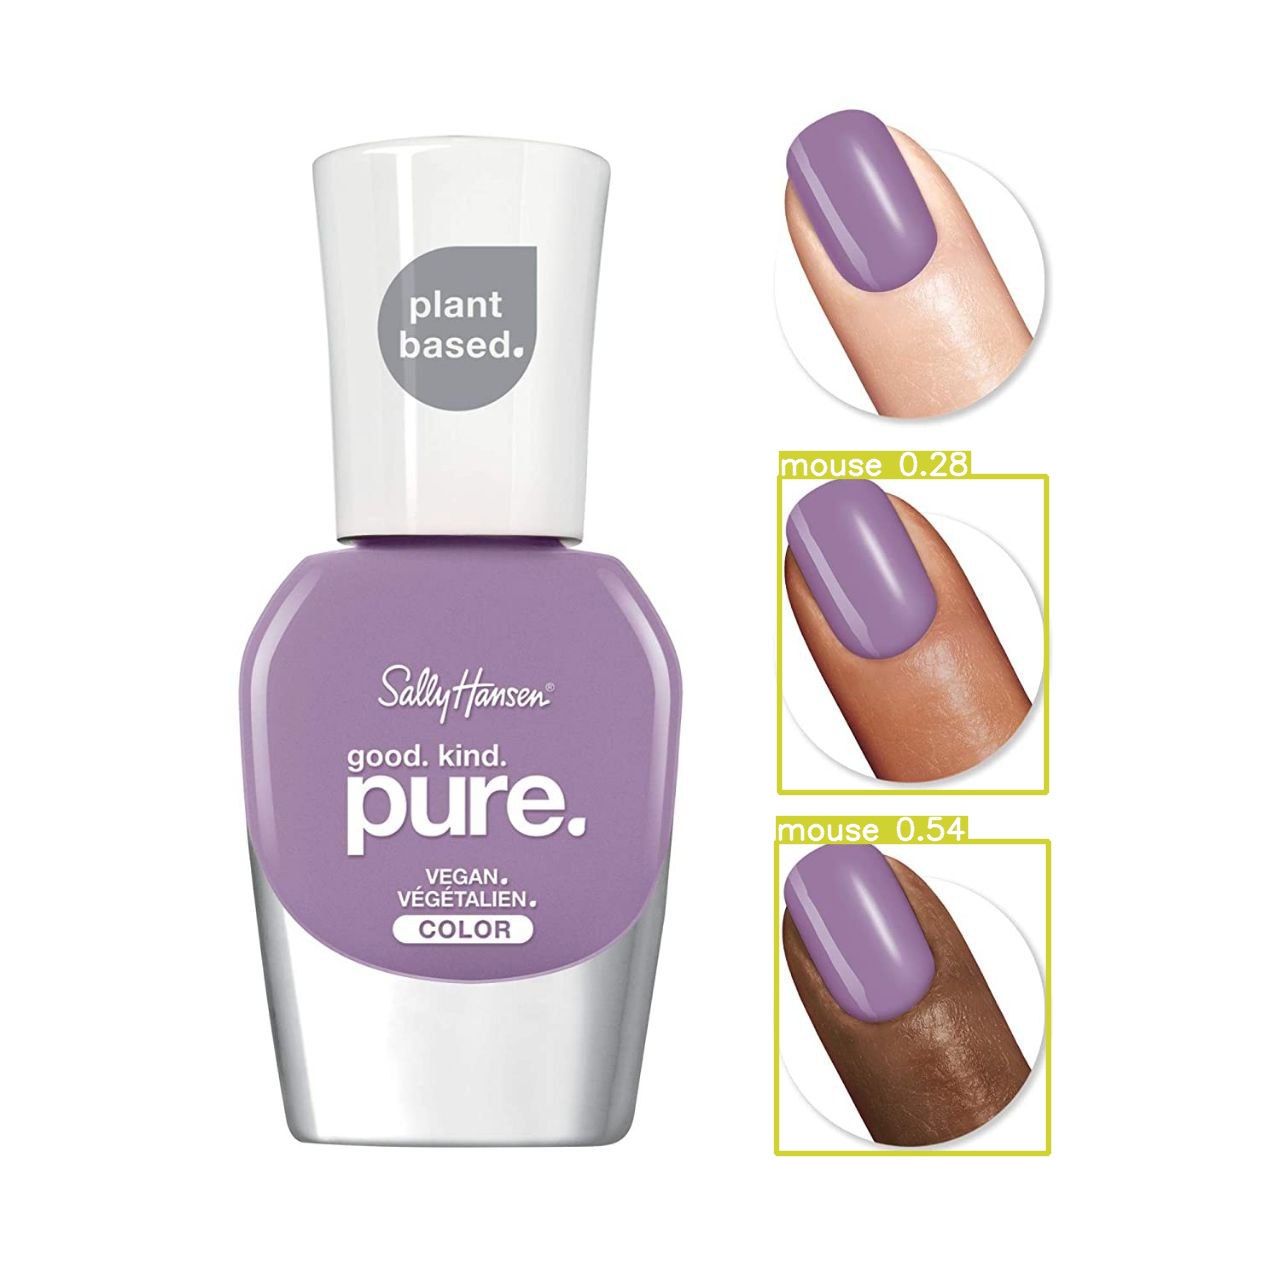 plant
based.
Sally Hansen®
good. kind.
pure.
VEGAN.
VÉGÉTALIEN.
COLOR
mouse 0.28
mouse 0.54